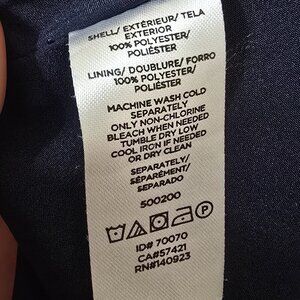 SHELL/ EXTÉRIEUR/ TELA
EXTERIOR
100% POLYESTER/
POLIÉSTER
LINING/ DOUBLURE/ FORRO
100% POLYESTER/
POLIÉSTER
MACHINE WASH COLD
SEPARATELY
ONLY NON-CHLORINE
BLEACH WHEN NEEDED
TUMBLE DRY LOW
COOL IRON IF NEEDED
OR DRY CLEAN
SEPARATELY/
SÉPARÉMENT/
SEPARADO
500200
P
ID# 70070
CA#57421
RN#140923